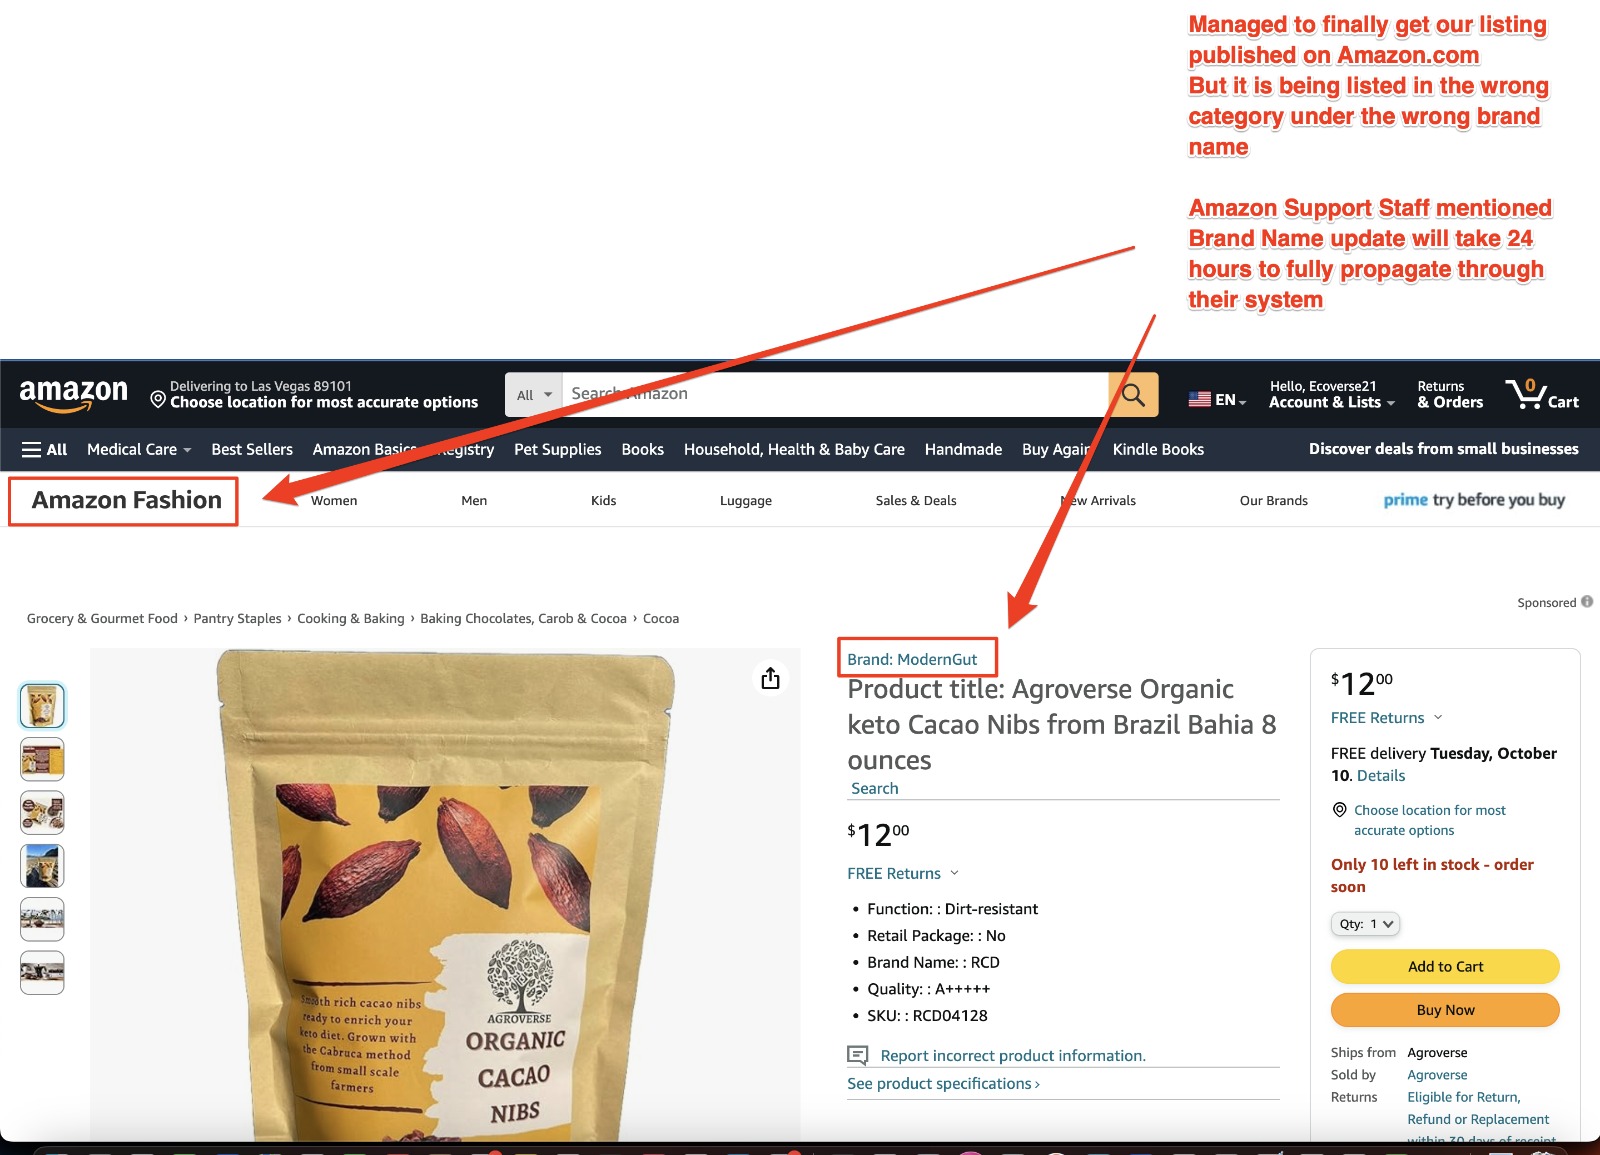 Managed to finally get our listing
published on Amazon.com
But it is being listed in the wrong
category under the wrong brand
name
Amazon Support Staff mentioned
Brand Name update will take 24
hours to fully propagate through
their system
amazon
Delivering to Las Vegas 89101
Choose location for most accurate options
All
Search Amazon
EN
Hello, Ecoverse21
Account & Lists
Returns
& Orders
0
Cart
All
Medical Care
Best Sellers
Amazon Basics
Registry
Pet Supplies
Books
Household, Health & Baby Care
Handmade
Buy Again
Kindle Books
Discover deals from small businesses
Amazon Fashion
Women
Men
Kids
Luggage
Sales & Deals
New Arrivals
Our Brands
prime try before you buy
Sponsored
Grocery & Gourmet Food › Pantry Staples › Cooking & Baking › Baking Chocolates, Carob & Cocoa › Cocoa
Smooth rich cacao nibs
ready to enrich your
keto diet. Grown with
the Cabruca method
from small scale
farmers
AGROVERSE
ORGANIC
CACAO
NIBS
Brand: ModernGut
Product title: Agroverse Organic
keto Cacao Nibs from Brazil Bahia 8
ounces
Search
$1200
FREE Returns
• Function: : Dirt-resistant
• Retail Package: : No
• Brand Name: : RCD
• Quality: : A+++++
• SKU: : RCD04128
Report incorrect product information.
See product specifications ›
$1200
FREE Returns
FREE delivery Tuesday, October
10. Details
Choose location for most
accurate options
Only 10 left in stock - order
soon
Qty: 1
Add to Cart
Buy Now
Ships from Agroverse
Sold by Agroverse
Returns Eligible for Return,
Refund or Replacement
within 30 days of receipt